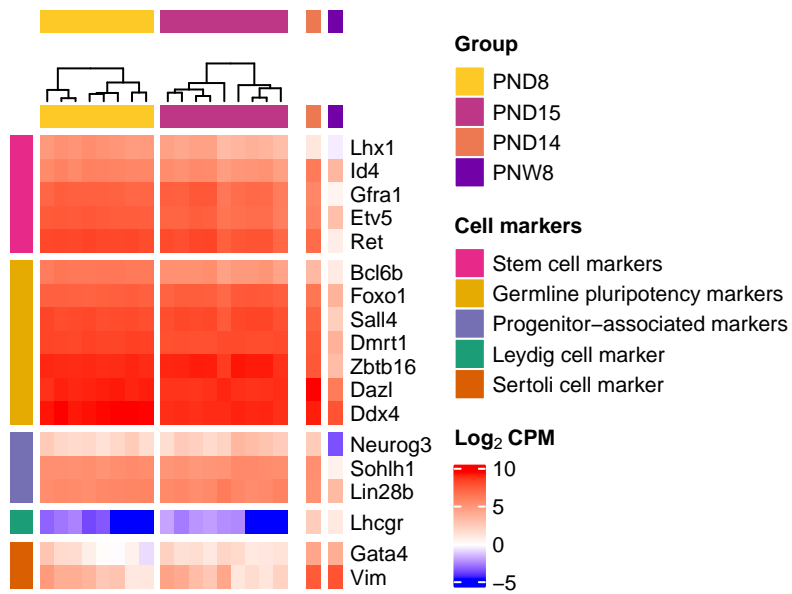 Group
PND8
PND15
PND14
PNW8
Cell markers
Stem cell markers
Germline pluripotency markers
Progenitor−associated markers
Leydig cell marker
Sertoli cell marker
Log₂ CPM
10
5
0
−5
Lhx1
Id4
Gfra1
Etv5
Ret
Bcl6b
Foxo1
Sall4
Dmrt1
Zbtb16
Dazl
Ddx4
Neurog3
Sohlh1
Lin28b
Lhcgr
Gata4
Vim